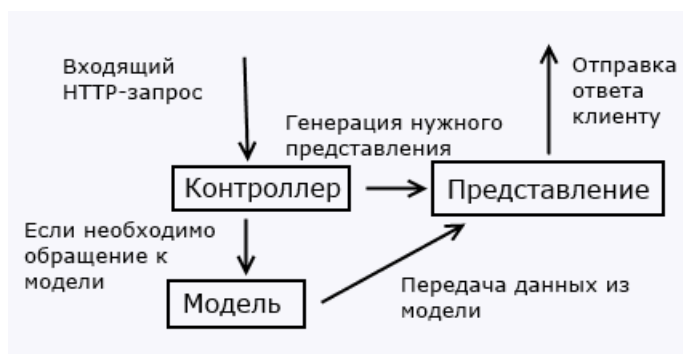 Входящий
HTTP-запрос
Отправка
ответа
клиенту
Генерация нужного
представления
Контроллер
Представление
Если необходимо
обращение к
модели
Модель
Передача данных из
модели